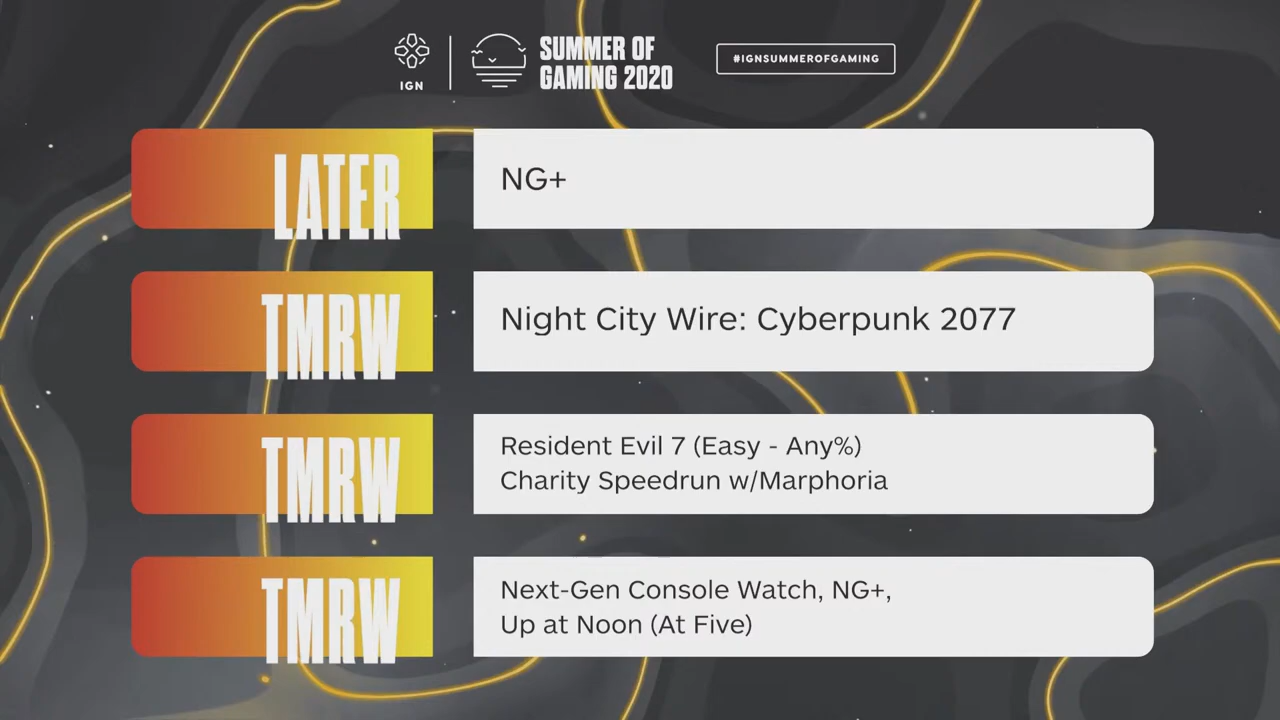 IGN
SUMMER OF
GAMING 2020
#IGNSUMMEROFGAMING
LATER
NG+
TMRW
Night City Wire: Cyberpunk 2077
TMRW
Resident Evil 7 (Easy - Any%)
Charity Speedrun w/Marphoria
TMRW
Next-Gen Console Watch, NG+,
Up at Noon (At Five)